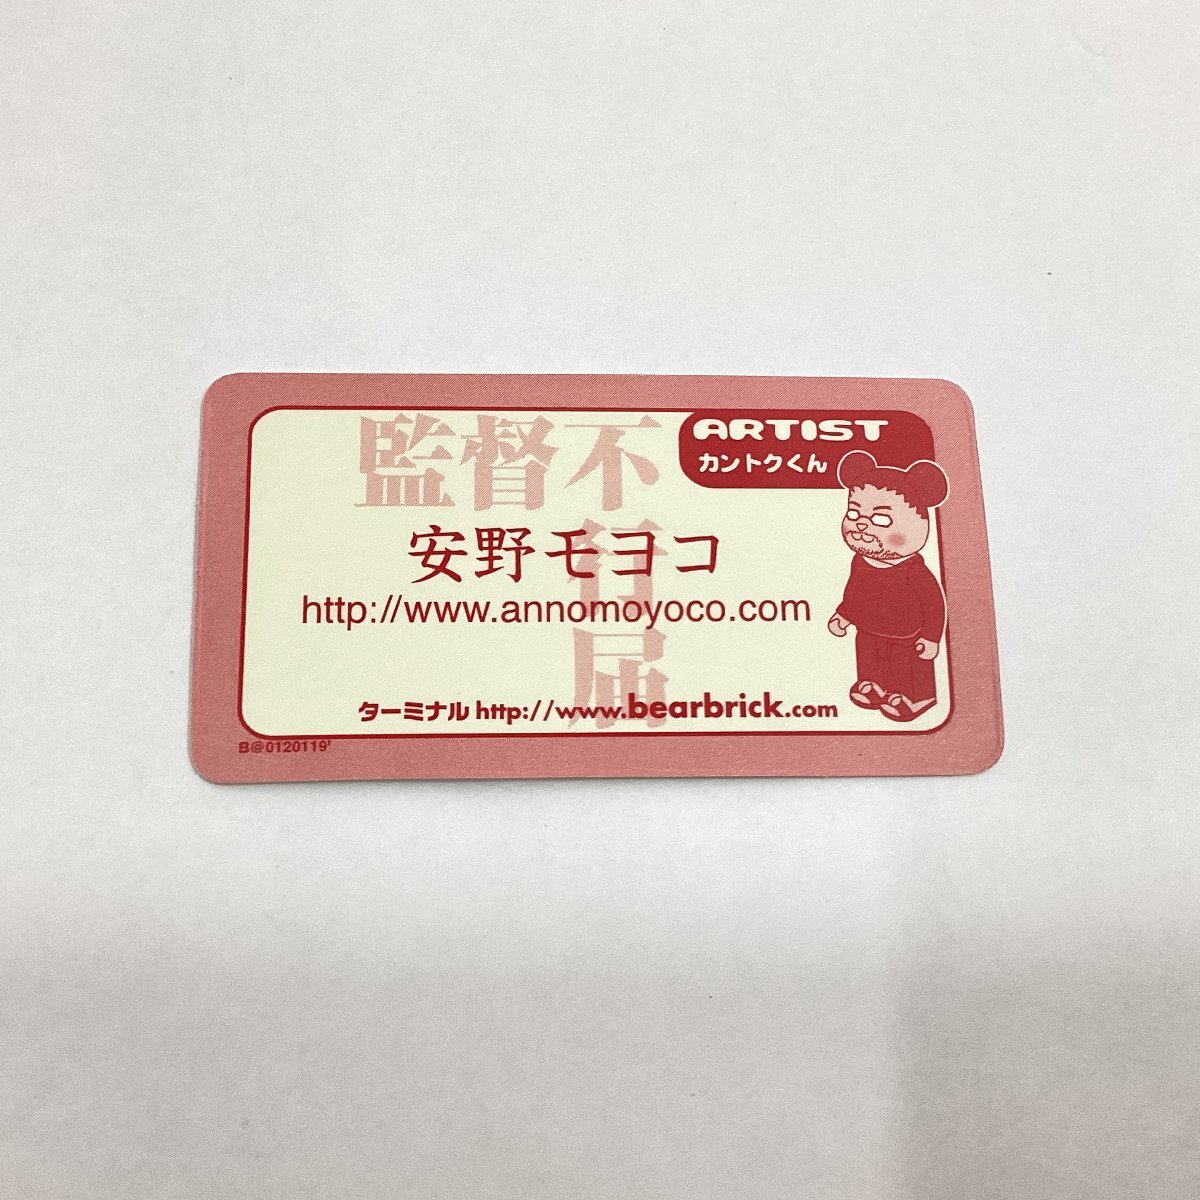 監督不行届
ARTIST
カントクくん
安野モヨコ
http://www.annomoyoco.com
ターミナル http://www.bearbrick.com
B@0120119'